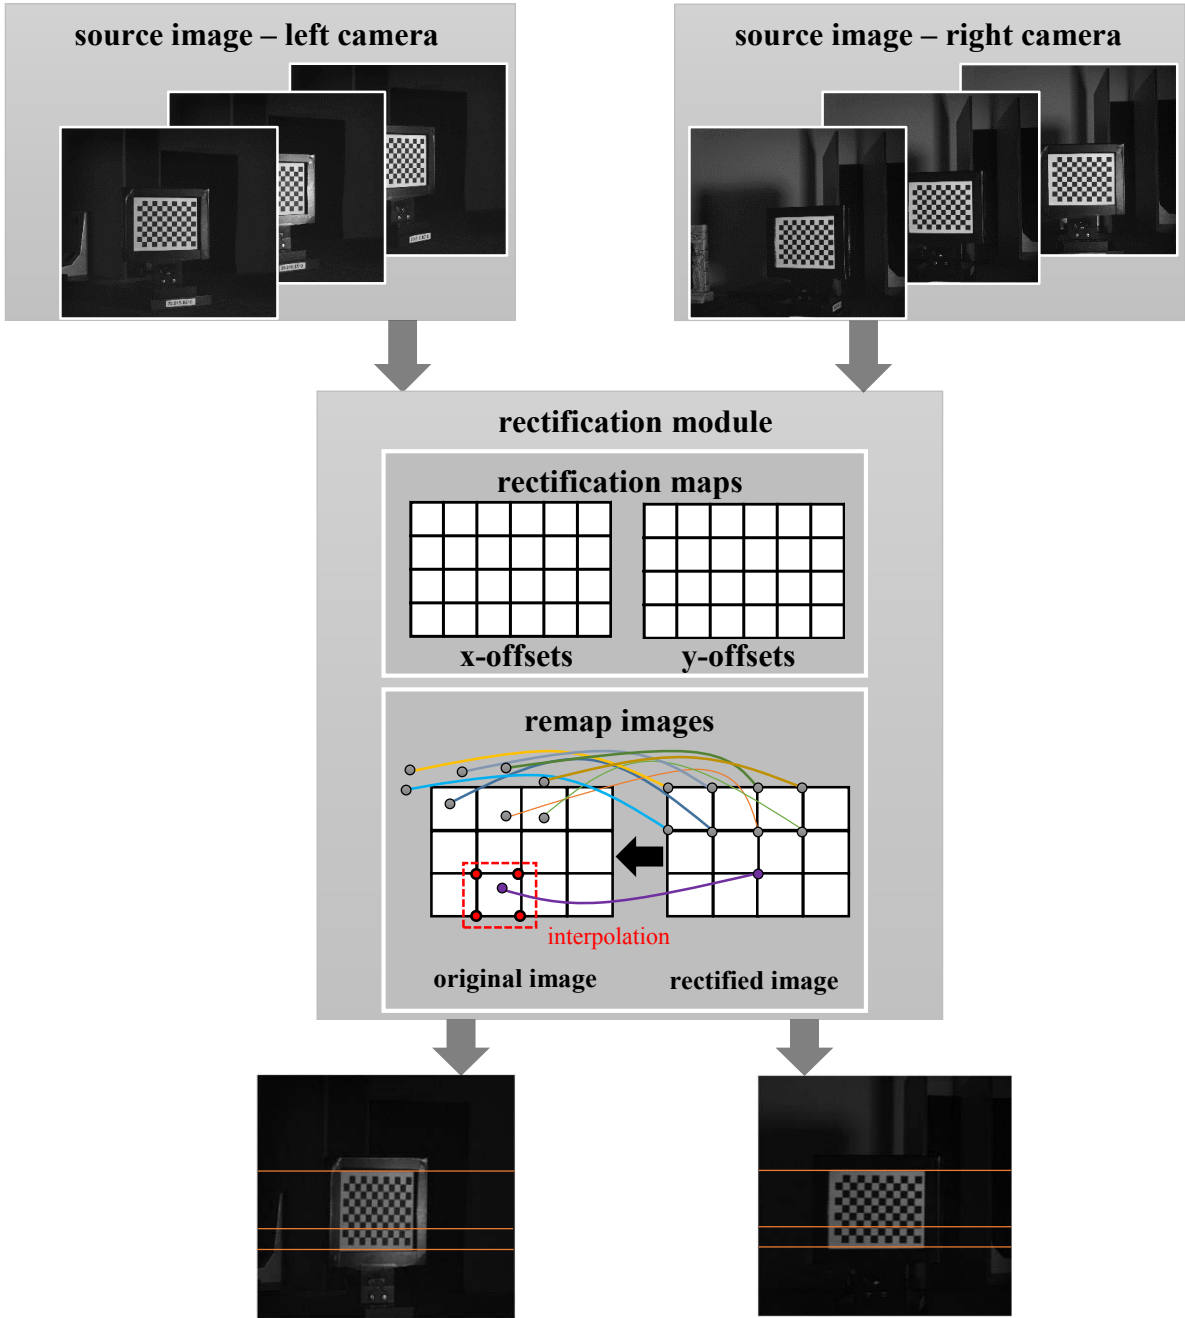 source image – left camera
source image – right camera
rectification module
rectification maps
x-offsets
y-offsets
remap images
interpolation
original image
rectified image